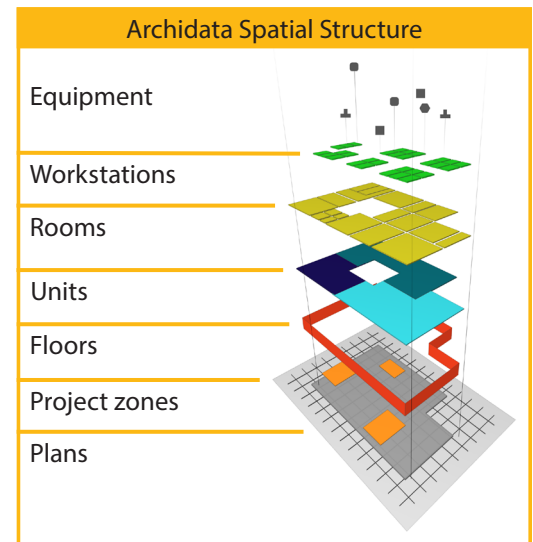 Archidata Spatial Structure
Equipment
Workstations
Rooms
Units
Floors
Project zones
Plans